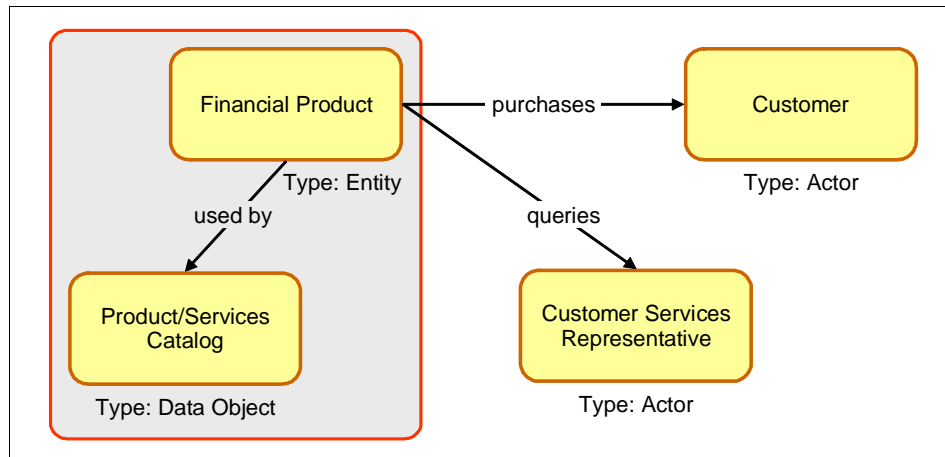 Financial Product
purchases
Customer
Type: Entity
Type: Actor
used by
queries
Product/Services
Catalog
Customer Services
Representative
Type: Data Object
Type: Actor